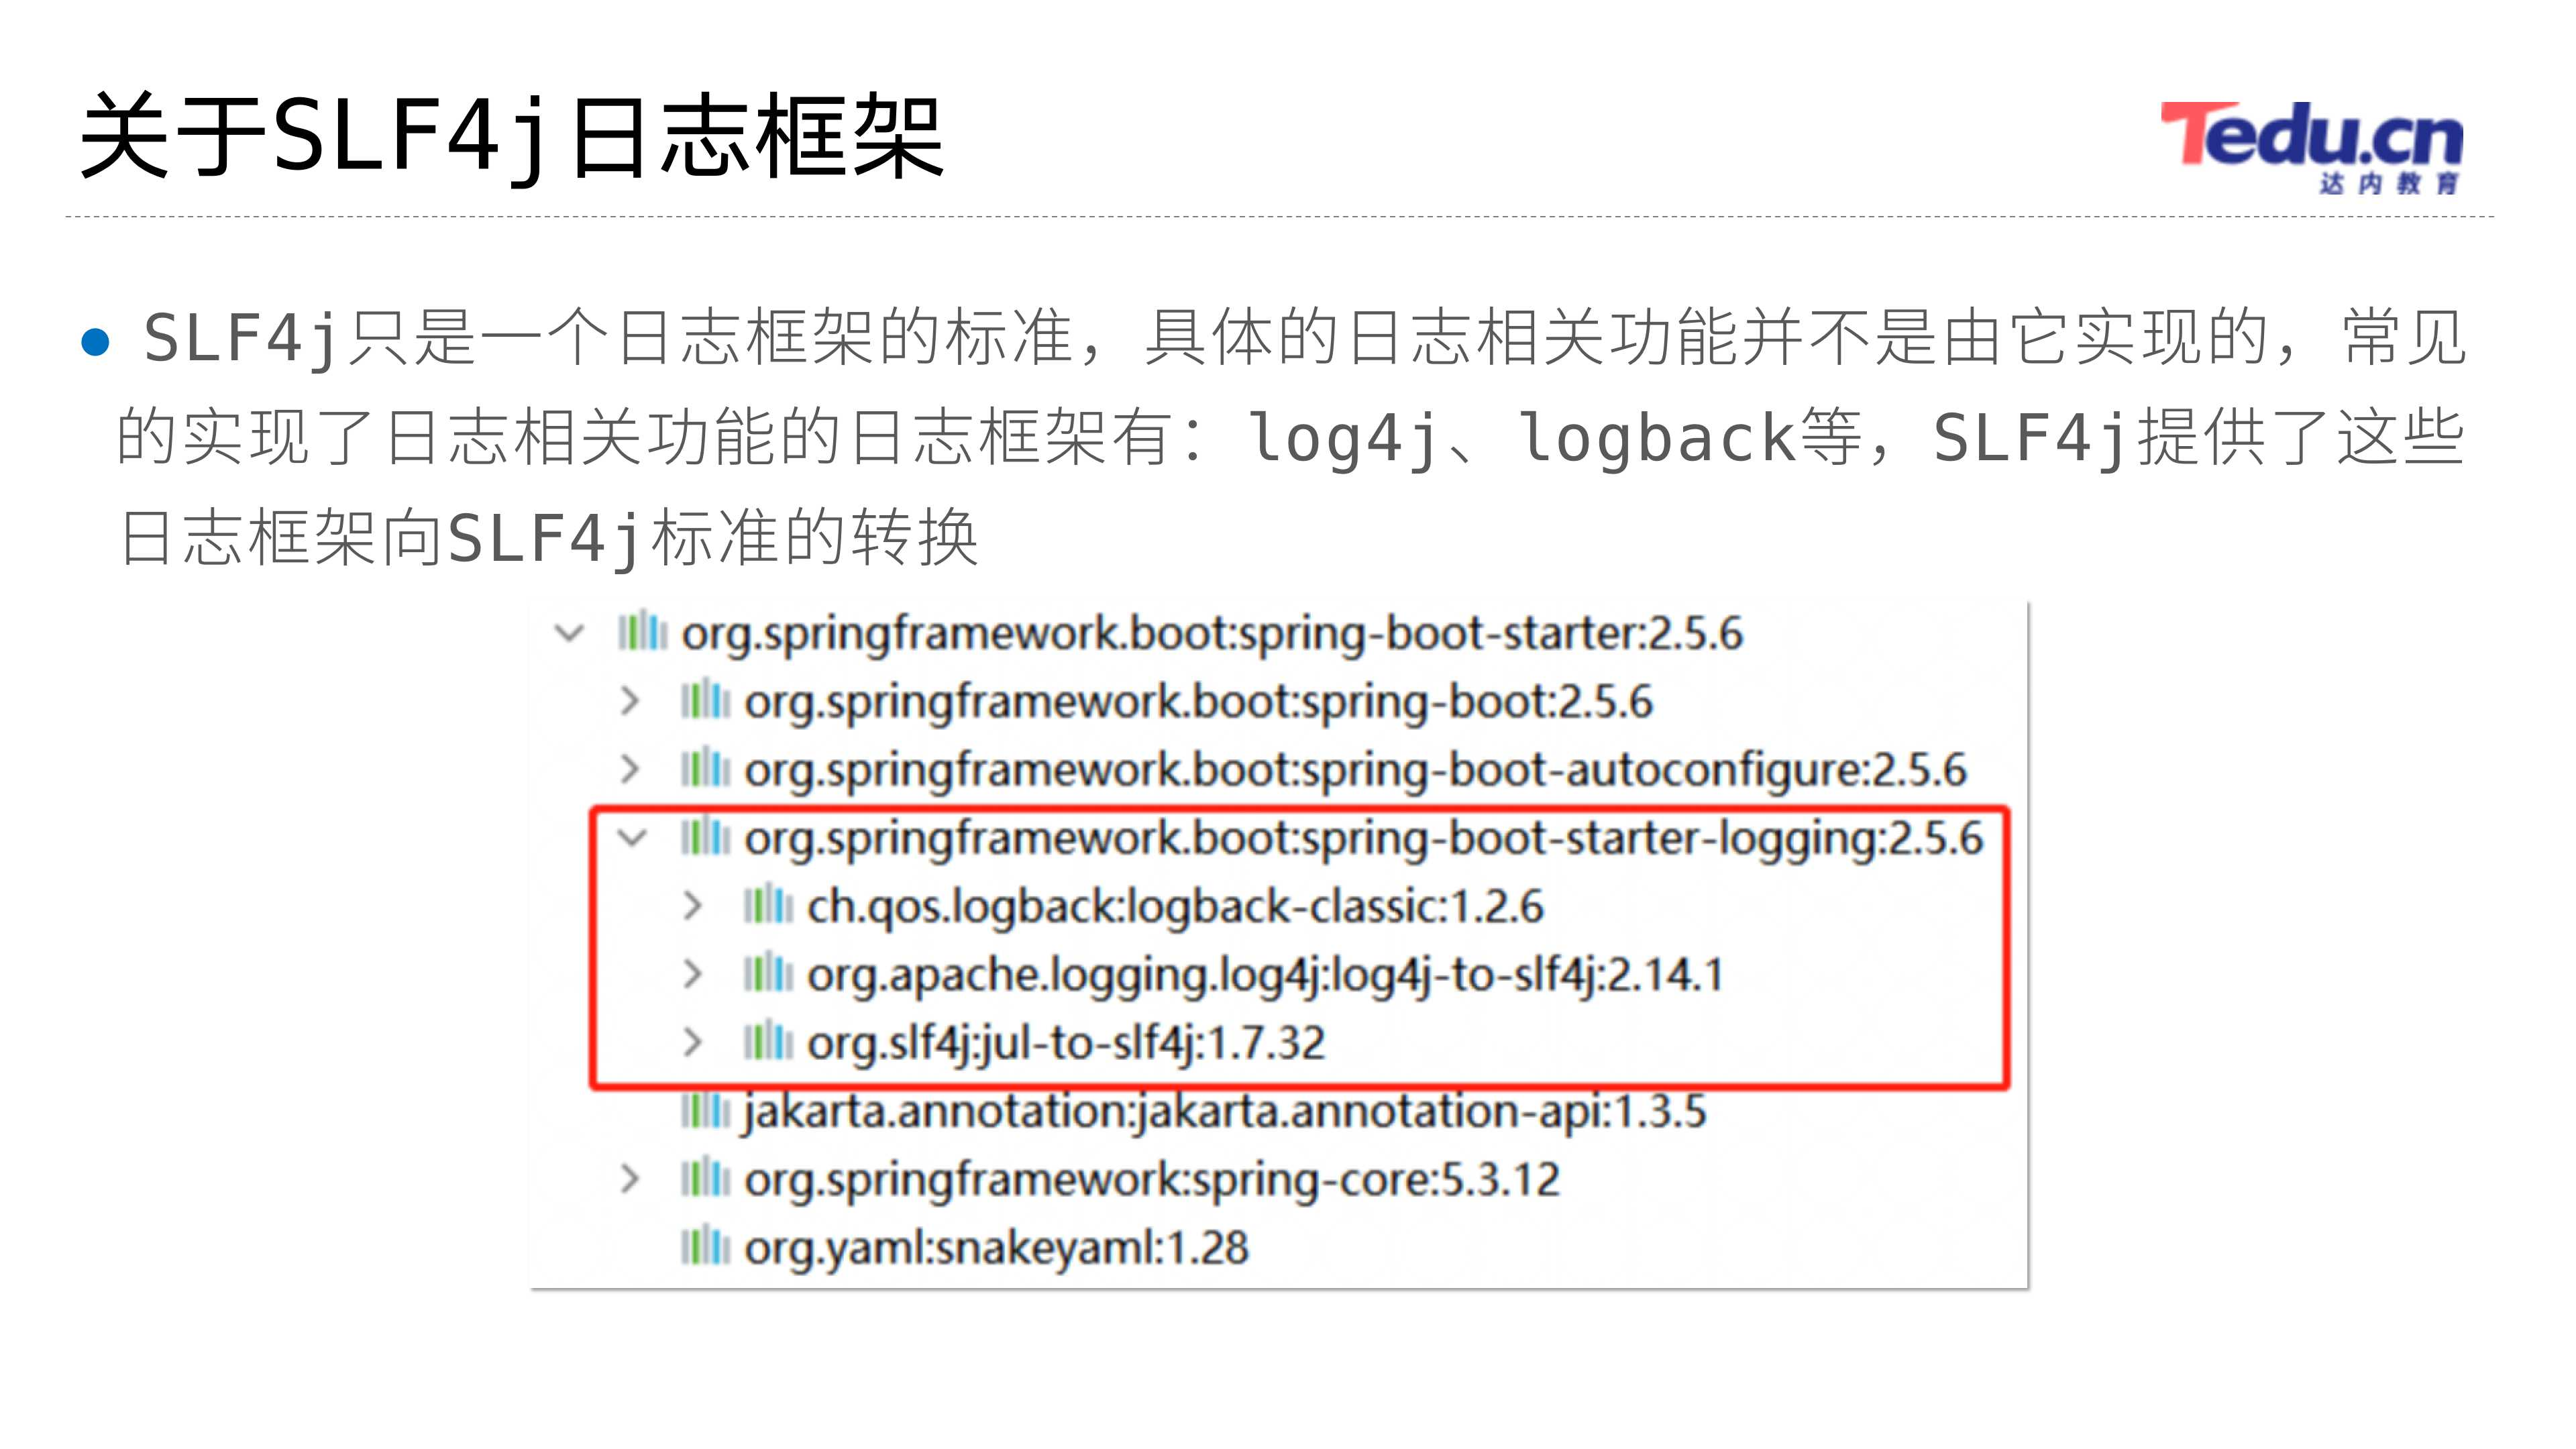 关于SLF4j日志框架
Tedu.cn
达内教育
SLF4j只是一个日志框架的标准，具体的日志相关功能并不是由它实现的，常见
的实现了日志相关功能的日志框架有：log4j、logback等，SLF4j提供了这些
日志框架向SLF4j标准的转换
org.springframework.boot:spring-boot-starter:2.5.6
org.springframework.boot:spring-boot:2.5.6
org.springframework.boot:spring-boot-autoconfigure:2.5.6
org.springframework.boot:spring-boot-starter-logging:2.5.6
ch.qos.logback:logback-classic:1.2.6
org.apache.logging.log4j:log4j-to-slf4j:2.14.1
org.slf4j:jul-to-slf4j:1.7.32
jakarta.annotation:jakarta.annotation-api:1.3.5
org.springframework:spring-core:5.3.12
org.yaml:snakeyaml:1.28